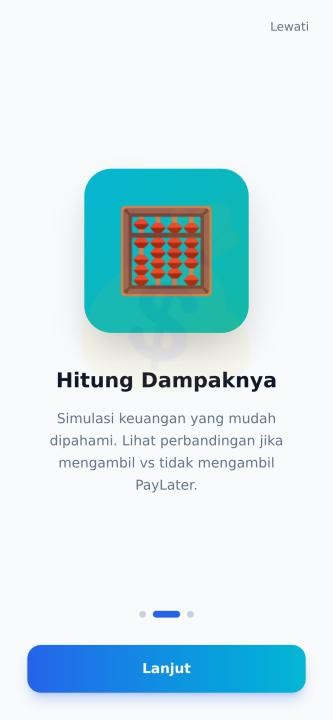 Lewati
Hitung Dampaknya
Simulasi keuangan yang mudah
dipahami. Lihat perbandingan jika
mengambil vs tidak mengambil
PayLater.
Lanjut